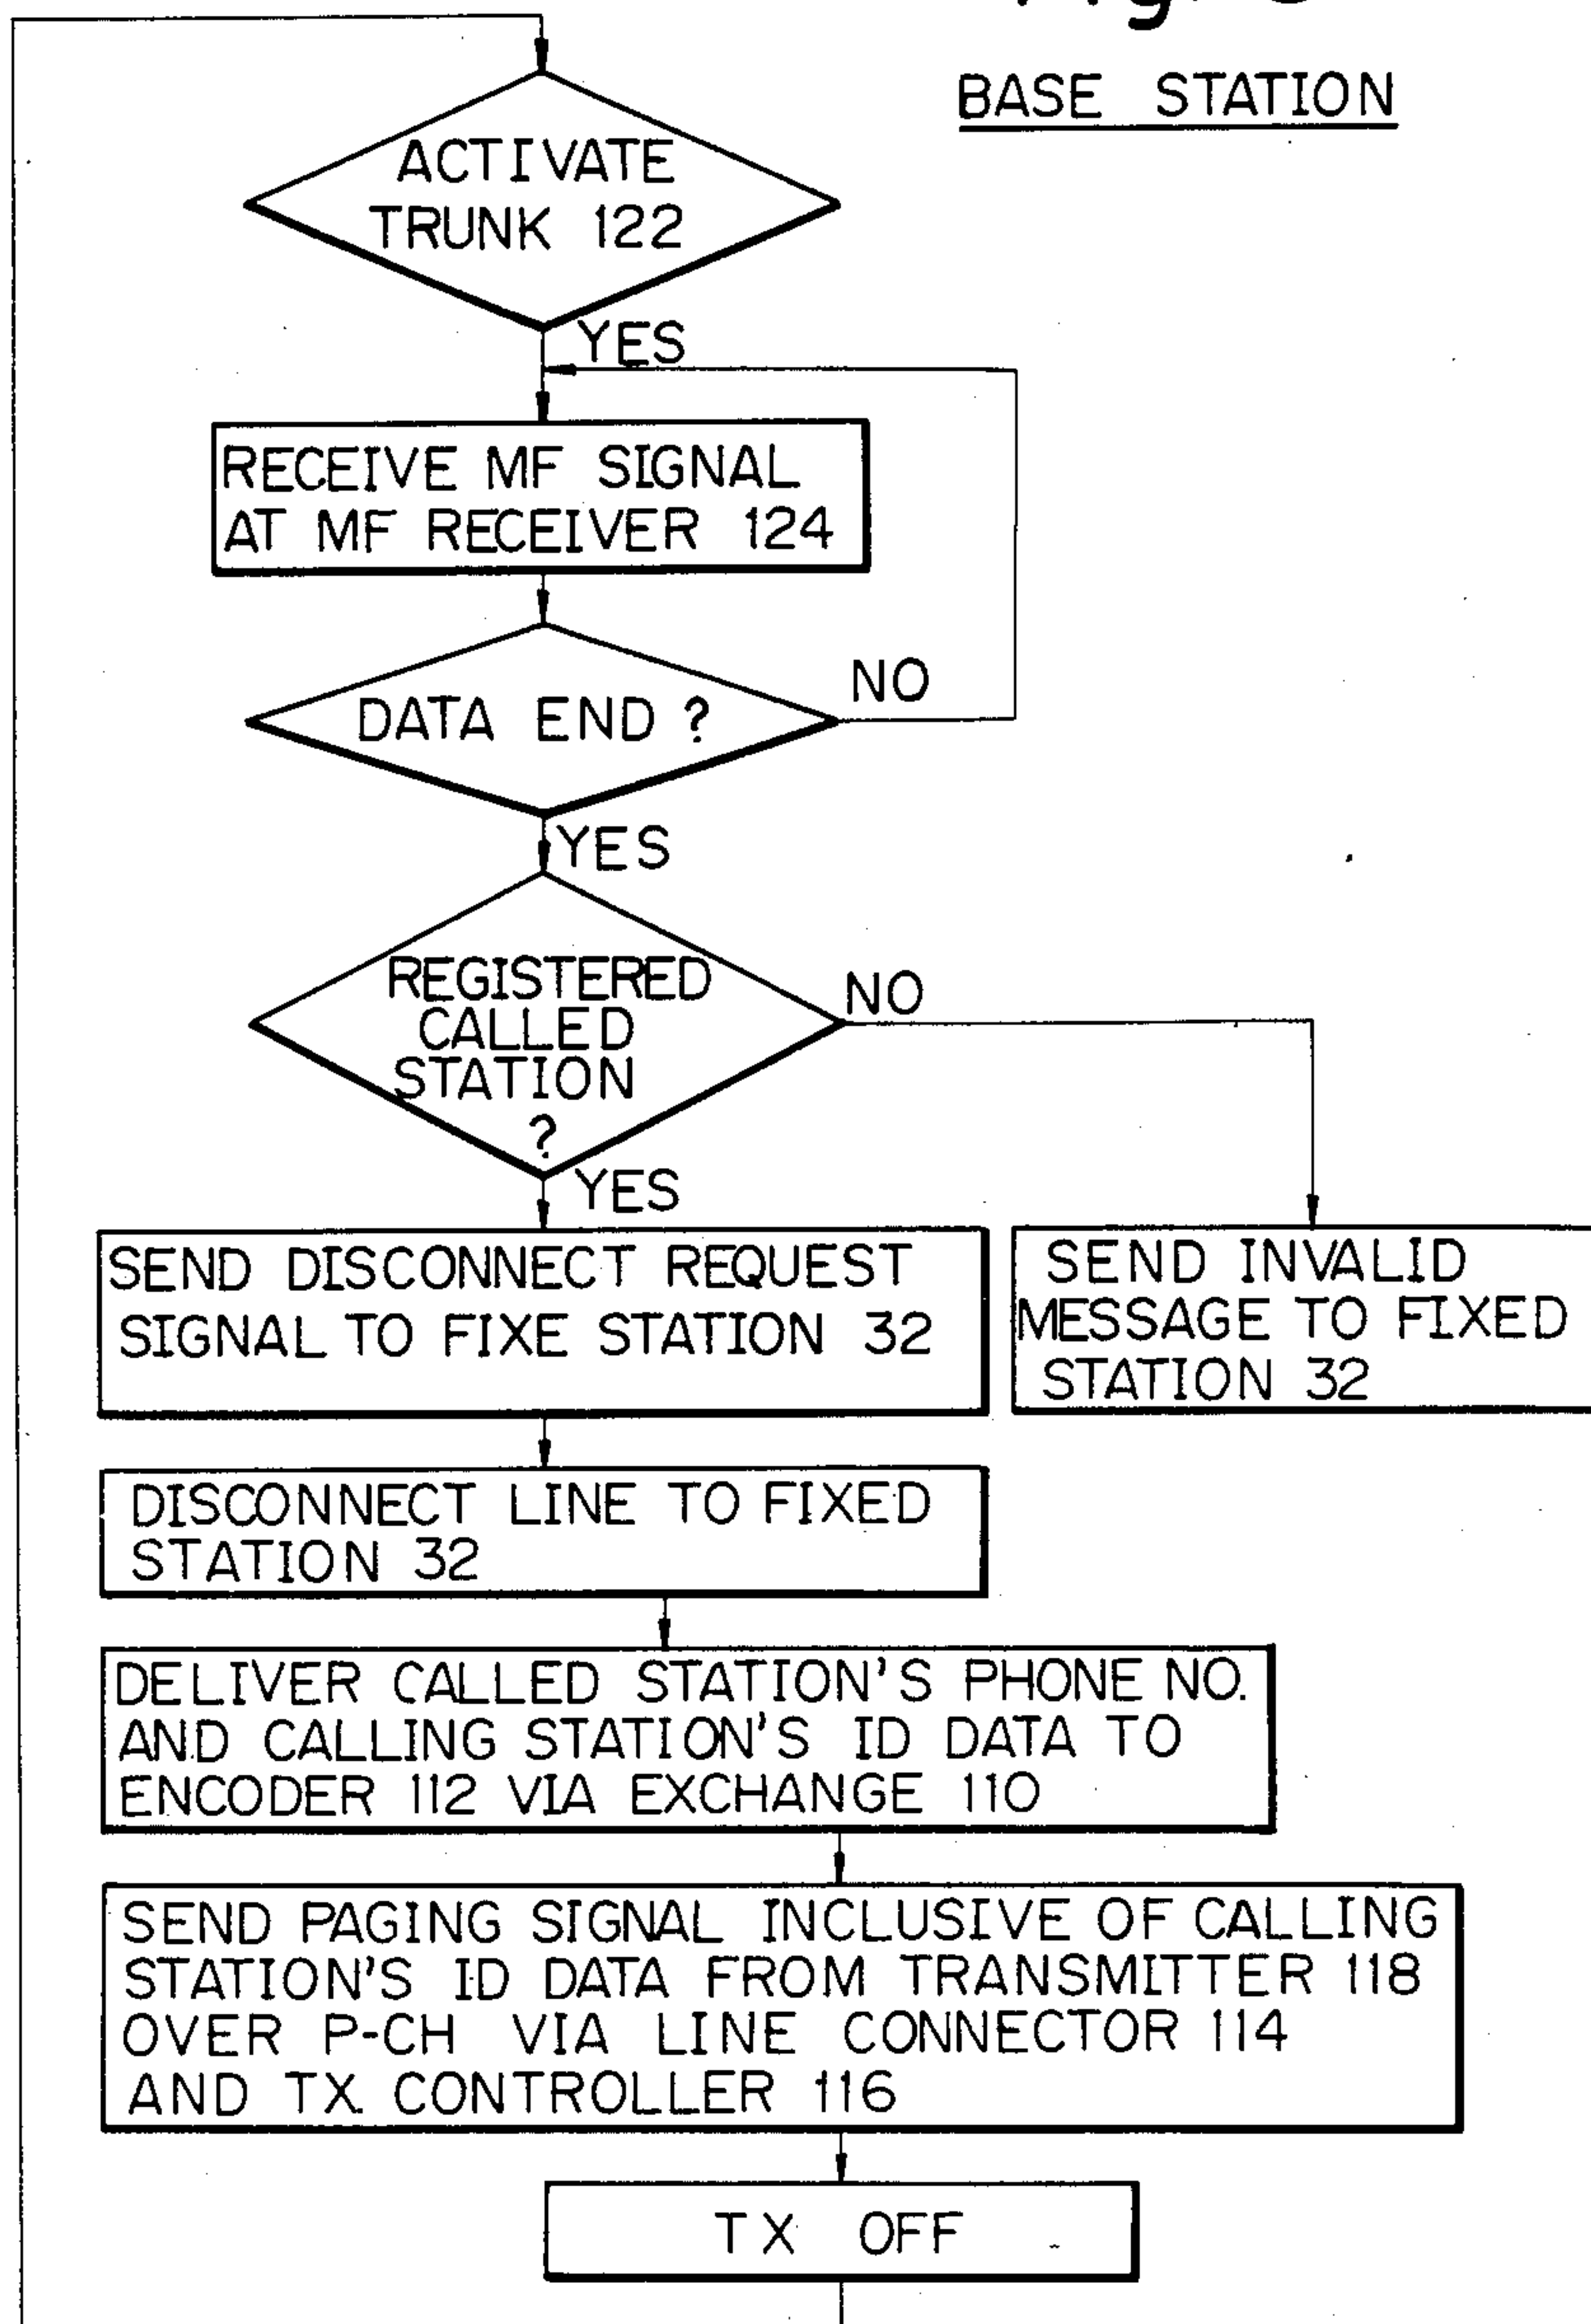 BASE STATION
ACTIVATE
TRUNK 122
YES
RECEIVE MF SIGNAL
AT MF RECEIVER 124
DATA END ?
NO
YES
REGISTERED
CALLED
STATION
?
NO
YES
SEND DISCONNECT REQUEST
SIGNAL TO FIXE STATION 32
SEND INVALID
MESSAGE TO FIXED
STATION 32
DISCONNECT LINE TO FIXED
STATION 32
DELIVER CALLED STATION'S PHONE NO.
AND CALLING STATION'S ID DATA TO
ENCODER 112 VIA EXCHANGE 110
SEND PAGING SIGNAL INCLUSIVE OF CALLING
STATION'S ID DATA FROM TRANSMITTER 118
OVER P-CH VIA LINE CONNECTOR 114
AND TX CONTROLLER 116
TX OFF